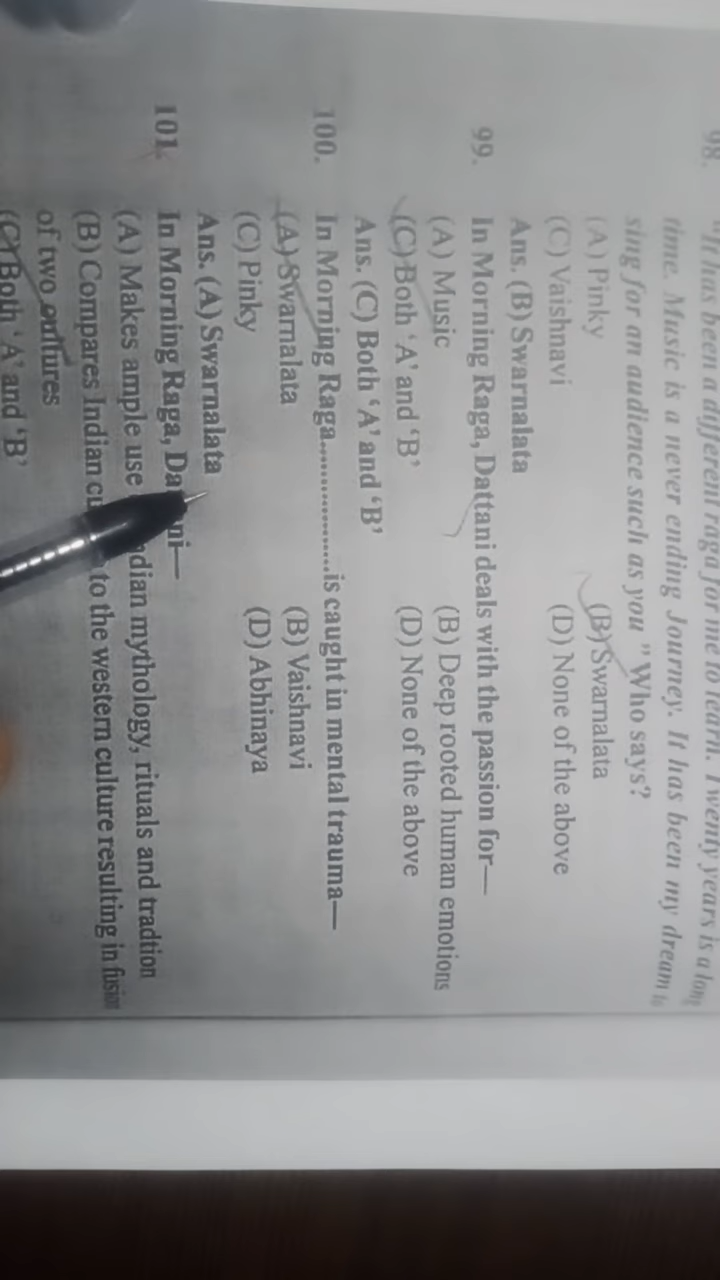 98. "It has been a different raga for me to learn. Twenty years is a long
time. Music is a never ending Journey. It has been my dream to
sing for an audience such as you " Who says?
(A) Pinky (B) Swarnalata
(C) Vaishnavi (D) None of the above
Ans. (B) Swarnalata
99. In Morning Raga, Dattani deals with the passion for—
(A) Music (B) Deep rooted human emotions
(C) Both 'A' and 'B' (D) None of the above
Ans. (C) Both 'A' and 'B'
100. In Morning Raga................is caught in mental trauma—
(A) Swarnalata (B) Vaishnavi
(C) Pinky (D) Abhinaya
Ans. (A) Swarnalata
101. In Morning Raga,
(A) Makes ample use mythology, rituals and tradtion
(B) Compares Indian to the western culture resulting in fusion
of two cultures
(C) Both 'A' and 'B'